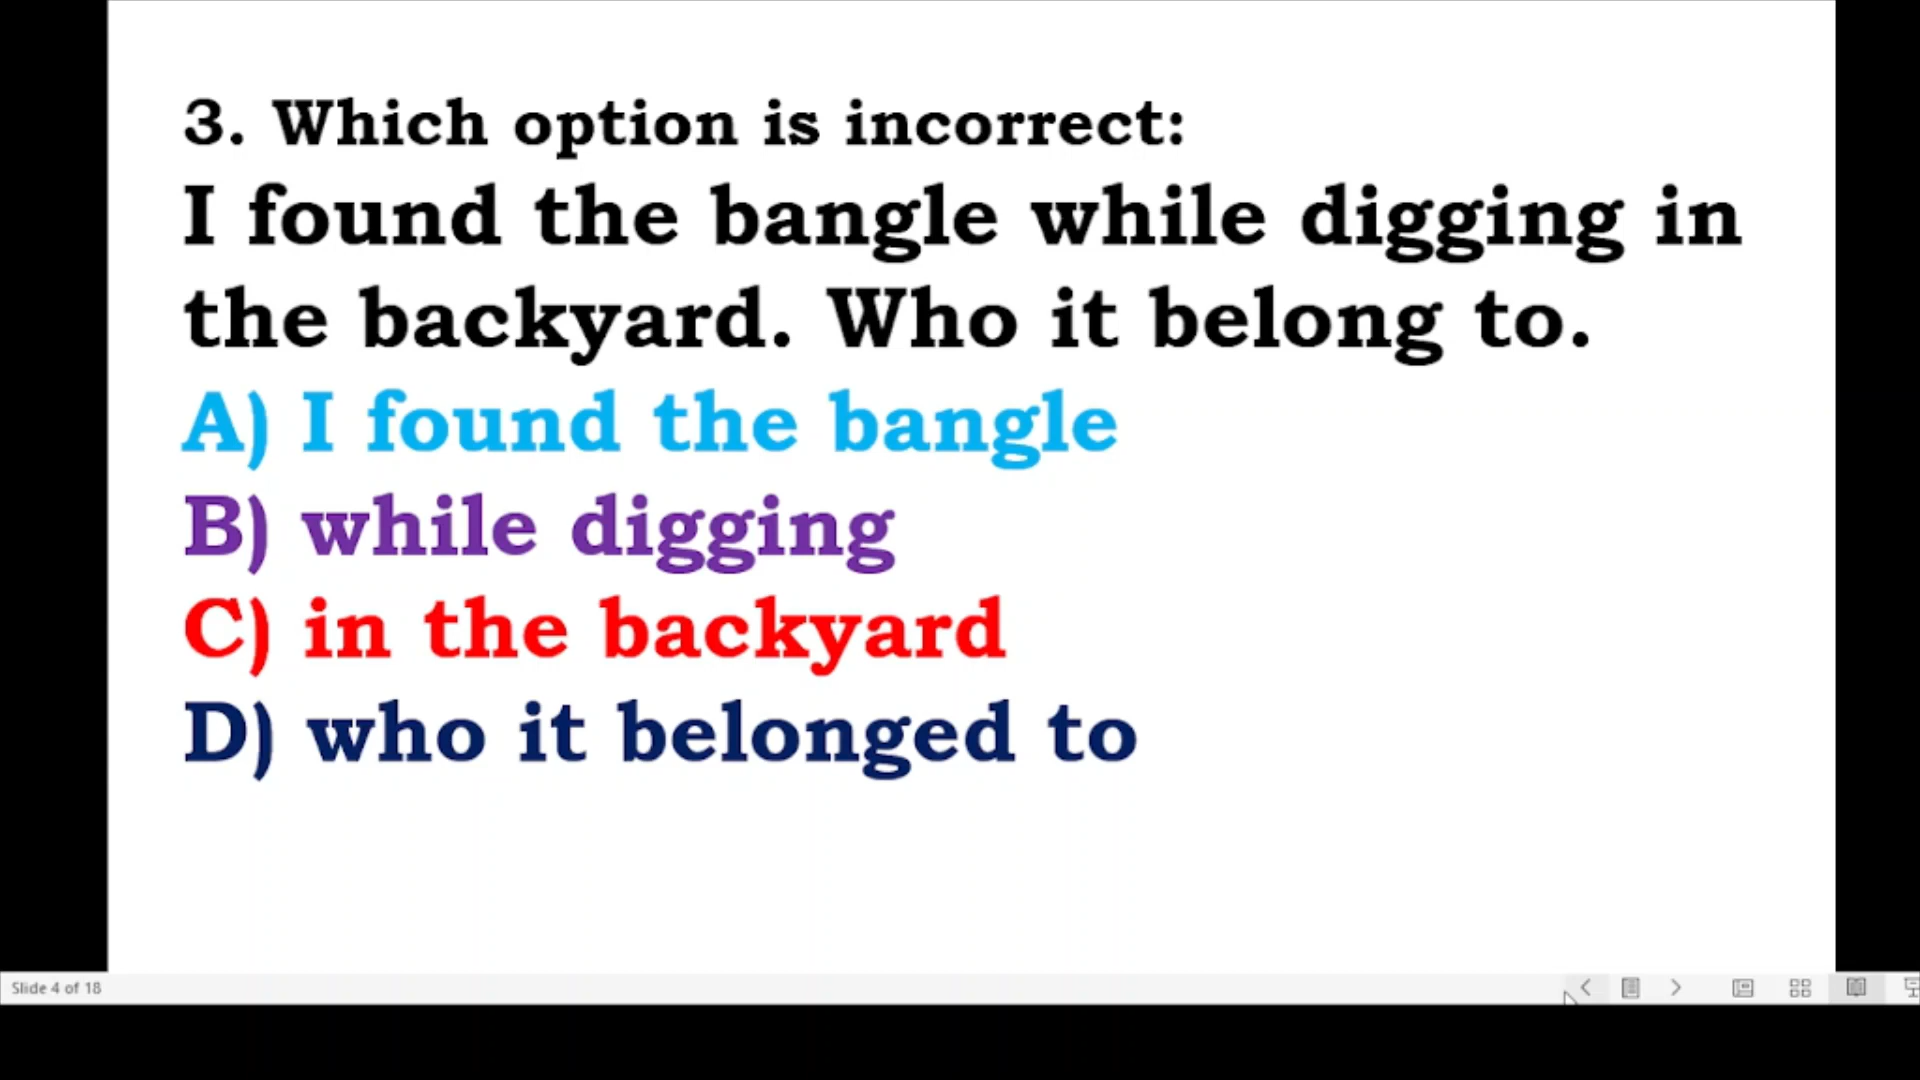 3. Which option is incorrect:
I found the bangle while digging in
the backyard. Who it belong to.
A) I found the bangle
B) while digging
C) in the backyard
D) who it belonged to
Slide 4 of 18